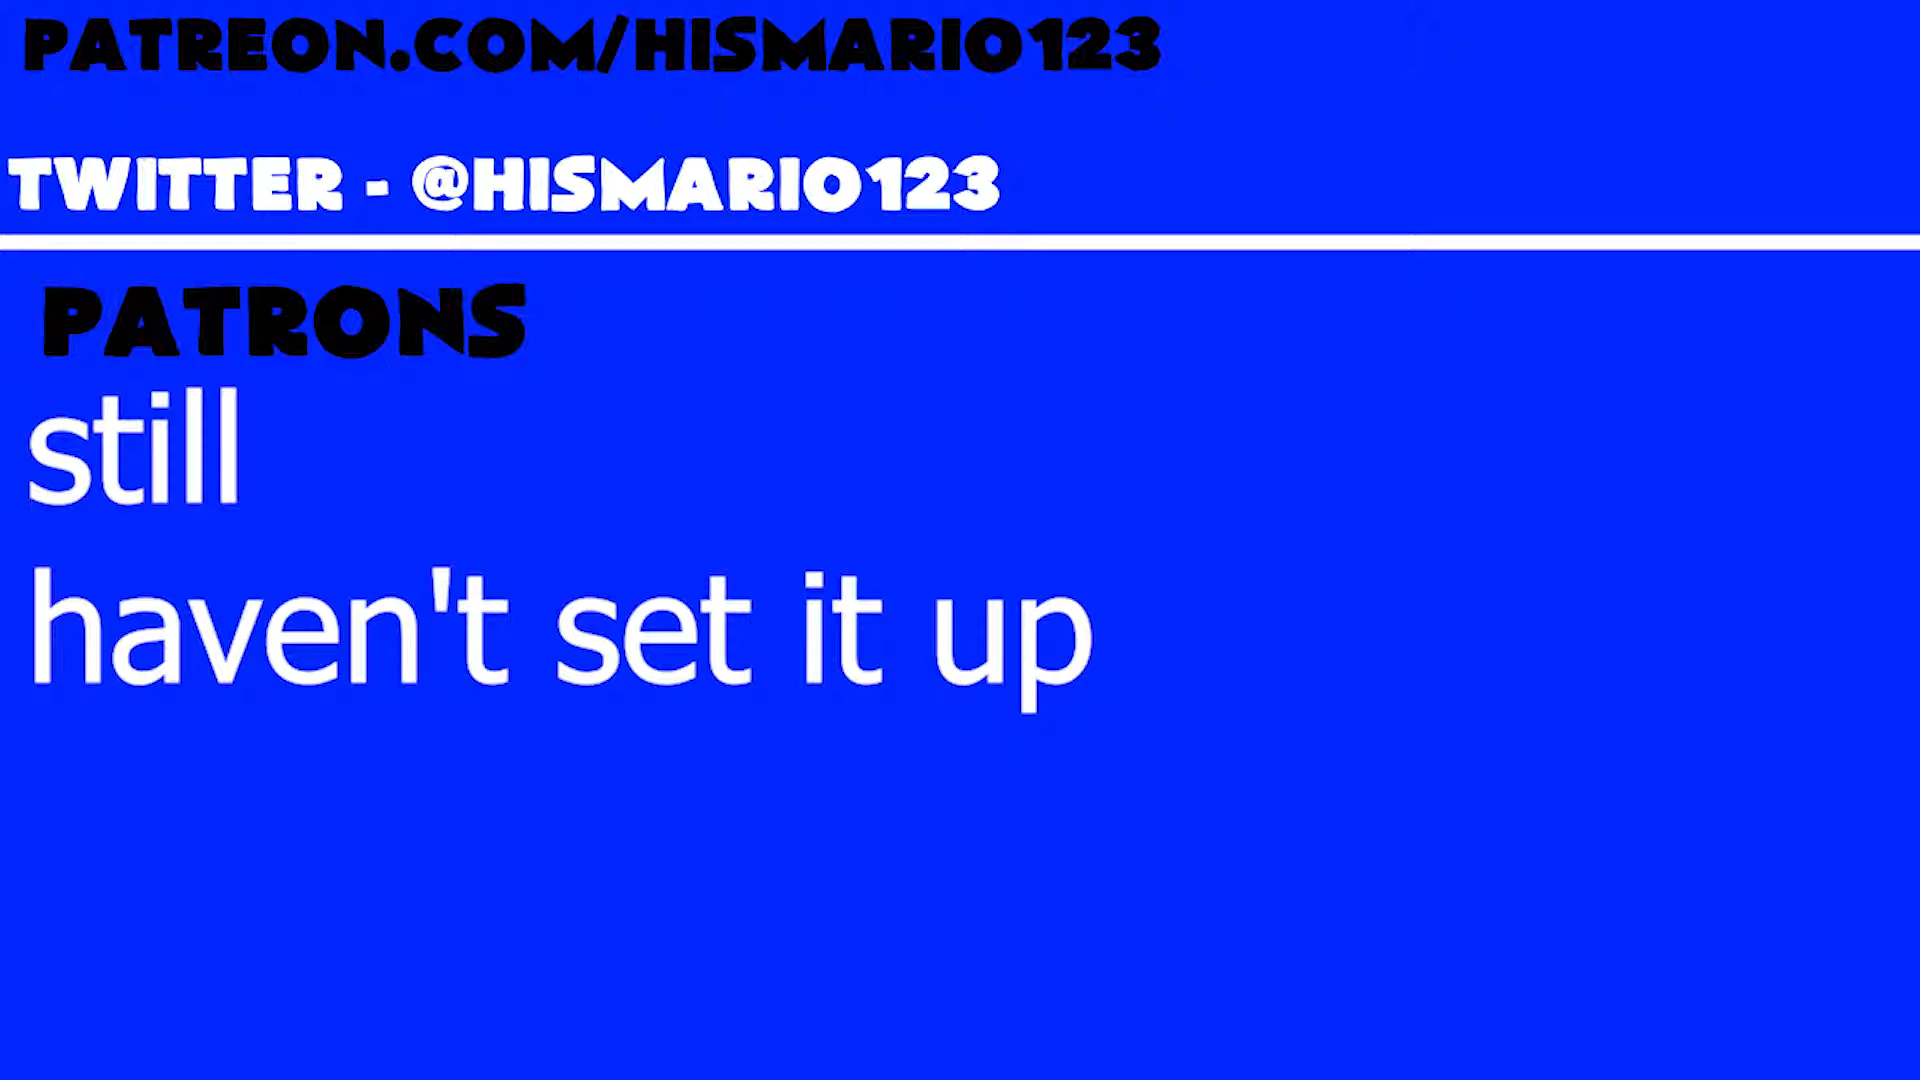 PATREON.COM/HISMARIO123
TWITTER - @HISMARIO123
PATRONS
still
haven't set it up